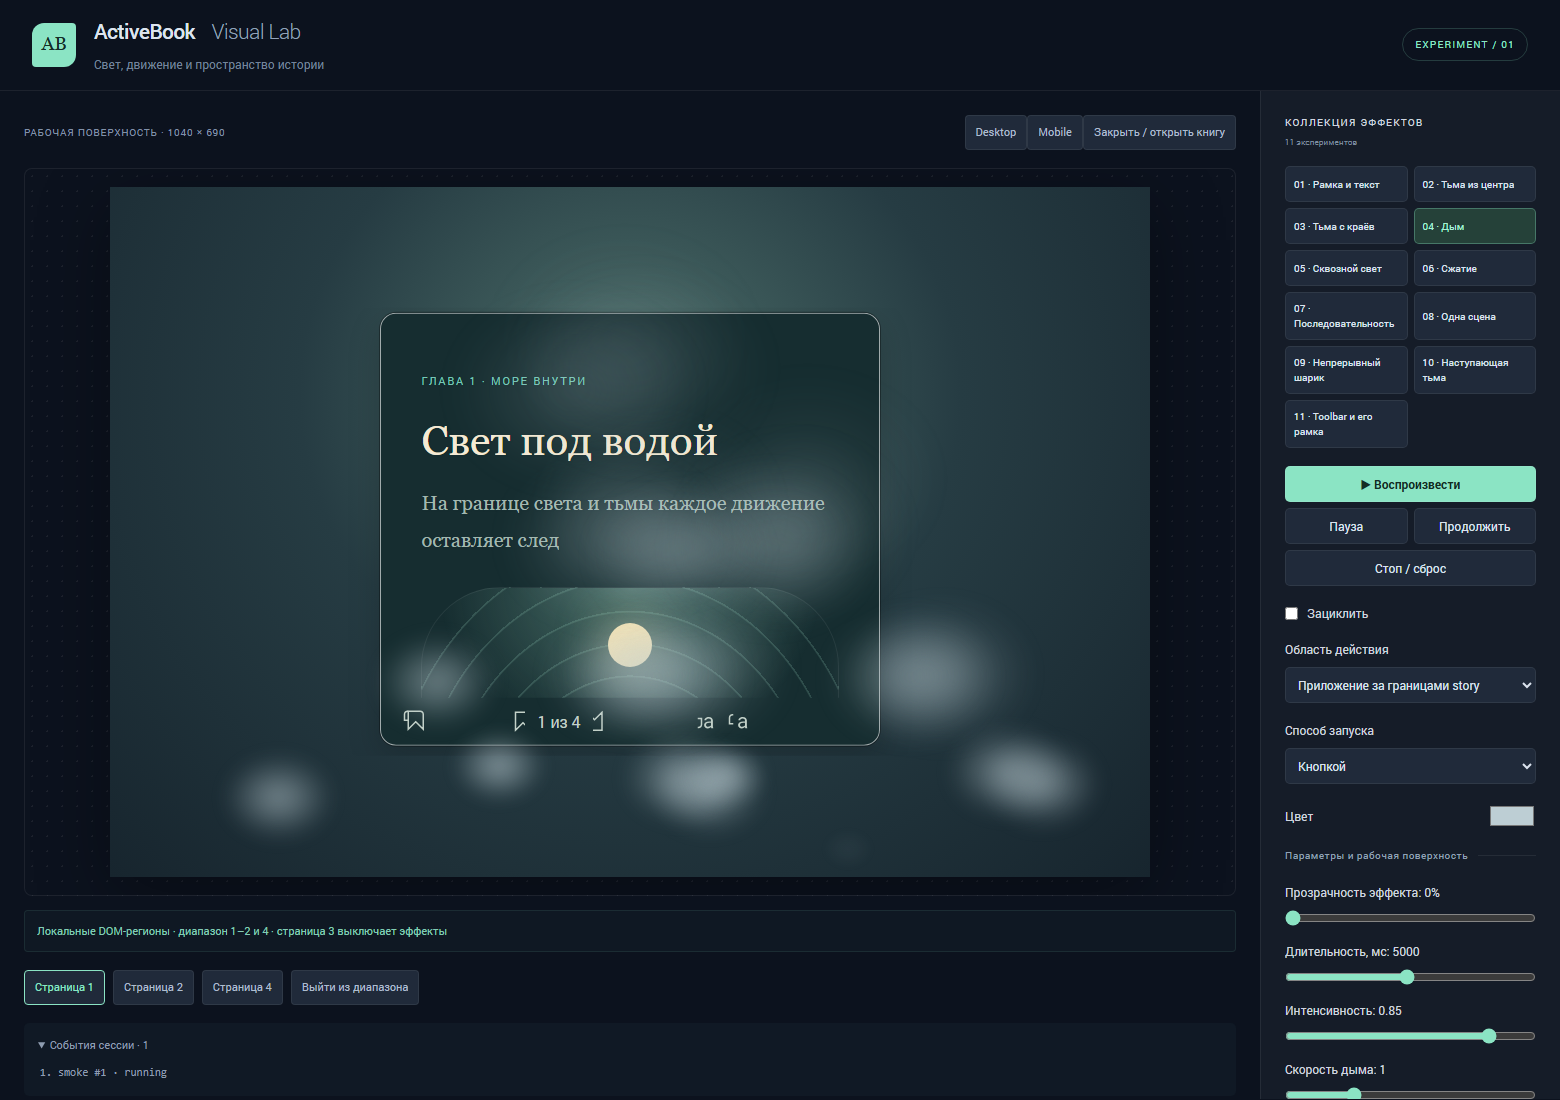 AB
ActiveBook Visual Lab
Свет, движение и пространство истории
EXPERIMENT / 01
РАБОЧАЯ ПОВЕРХНОСТЬ · 1040 × 690
Desktop
Mobile
Закрыть / открыть книгу
ГЛАВА 1 · МОРЕ ВНУТРИ
Свет под водой
На границе света и тьмы каждое движение
оставляет след
1 из 4
Локальные DOM-регионы · диапазон 1–2 и 4 · страница 3 выключает эффекты
Страница 1
Страница 2
Страница 4
Выйти из диапазона
▼ События сессии · 1
1. smoke #1 · running
КОЛЛЕКЦИЯ ЭФФЕКТОВ
11 экспериментов
01 · Рамка и текст
02 · Тьма из центра
03 · Тьма с краёв
04 · Дым
05 · Сквозной свет
06 · Сжатие
07 ·
Последовательность
08 · Одна сцена
09 · Непрерывный
шарик
10 · Наступающая
тьма
11 · Toolbar и его
рамка
▶ Воспроизвести
Пауза
Продолжить
Стоп / сброс
Зациклить
Область действия
Приложение за границами story
Способ запуска
Кнопкой
Цвет
Параметры и рабочая поверхность
Прозрачность эффекта: 0%
Длительность, мс: 5000
Интенсивность: 0.85
Скорость дыма: 1